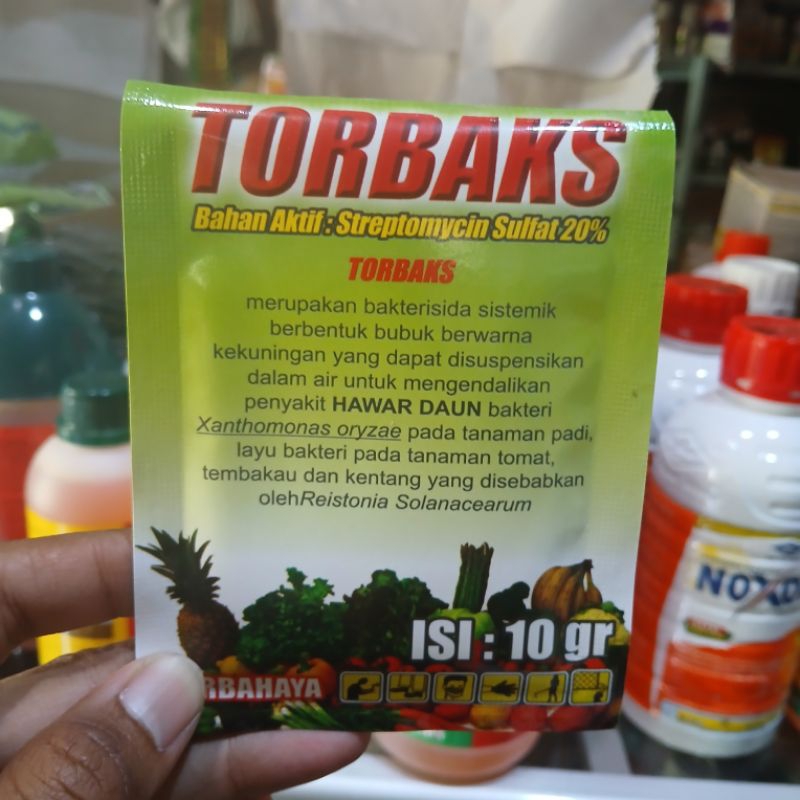 TORBAKS
Bahan Aktif : Streptomycin Sulfat 20%
TORBAKS
merupakan bakterisida sistemik
berbentuk bubuk berwarna
kekuningan yang dapat disuspensikan
dalam air untuk mengendalikan
penyakit HAWAR DAUN bakteri
Xanthomonas oryzae pada tanaman padi,
layu bakteri pada tanaman tomat,
tembakau dan kentang yang disebabkan
olehReistonia Solanacearum
ISI : 10 gr
RBAHAYA
NOXO